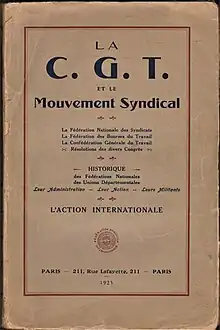 LA
C. G. T.
ET LE
Mouvement Syndical
La Fédération Nationale des Syndicats
La Fédération des Bourses du Travail
La Confédération Générale du Travail
Résolutions des divers Congrès
HISTORIQUE
des Fédérations Nationales
des Unions Départementales
Leur Administration — Leur Action — Leurs Militants
L'ACTION INTERNATIONALE
PARIS — 211, Rue Lafayette, 211 — PARIS
1925